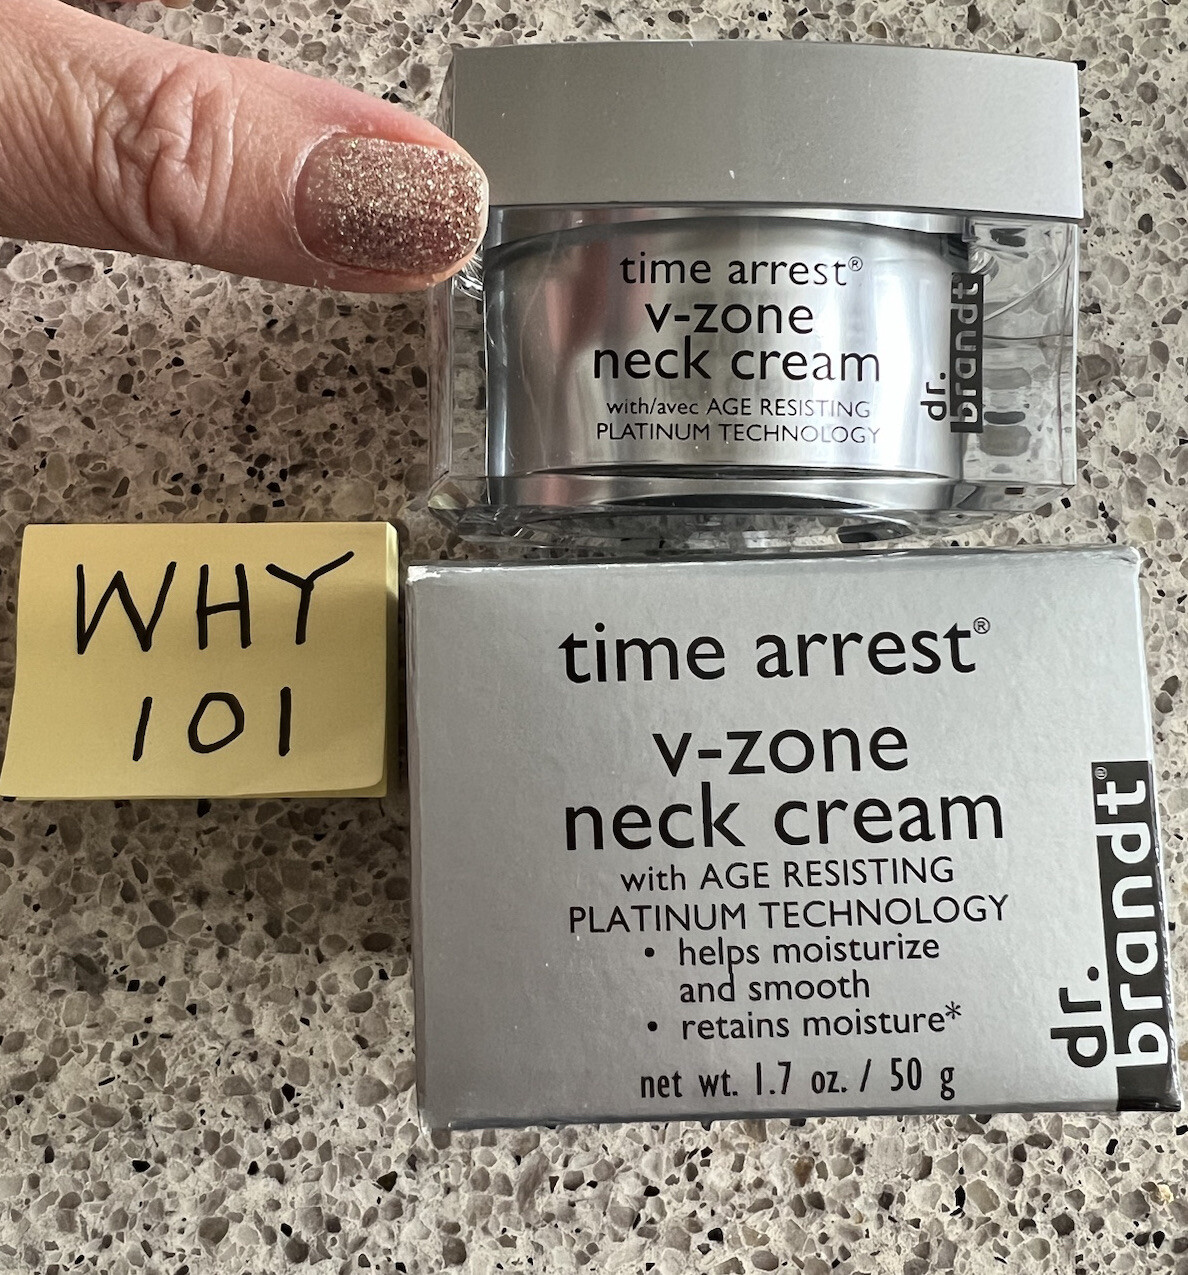 time arrest®
v-zone
neck cream
with/avec AGE RESISTING
PLATINUM TECHNOLOGY
dr.
brandt
WHY
101
time arrest®
v-zone
neck cream
with AGE RESISTING
PLATINUM TECHNOLOGY
• helps moisturize
and smooth
• retains moisture*
net wt. 1.7 oz. / 50 g
dr.
brandt®